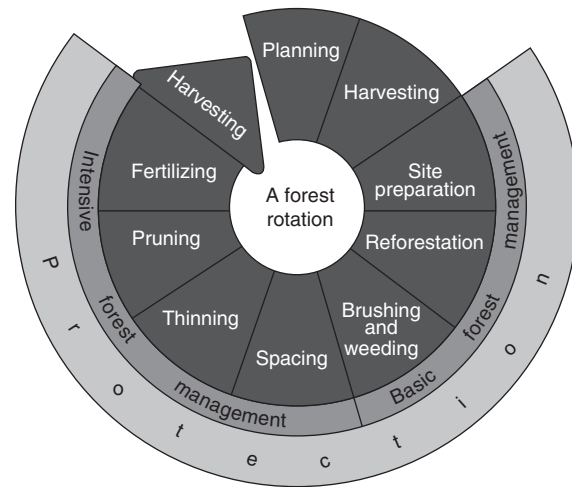 A forest
rotation
Planning
Harvesting
Site
preparation
Reforestation
Brushing
and
weeding
Spacing
Thinning
Pruning
Fertilizing
Harvesting
Basic forest management
Intensive forest management
Protection